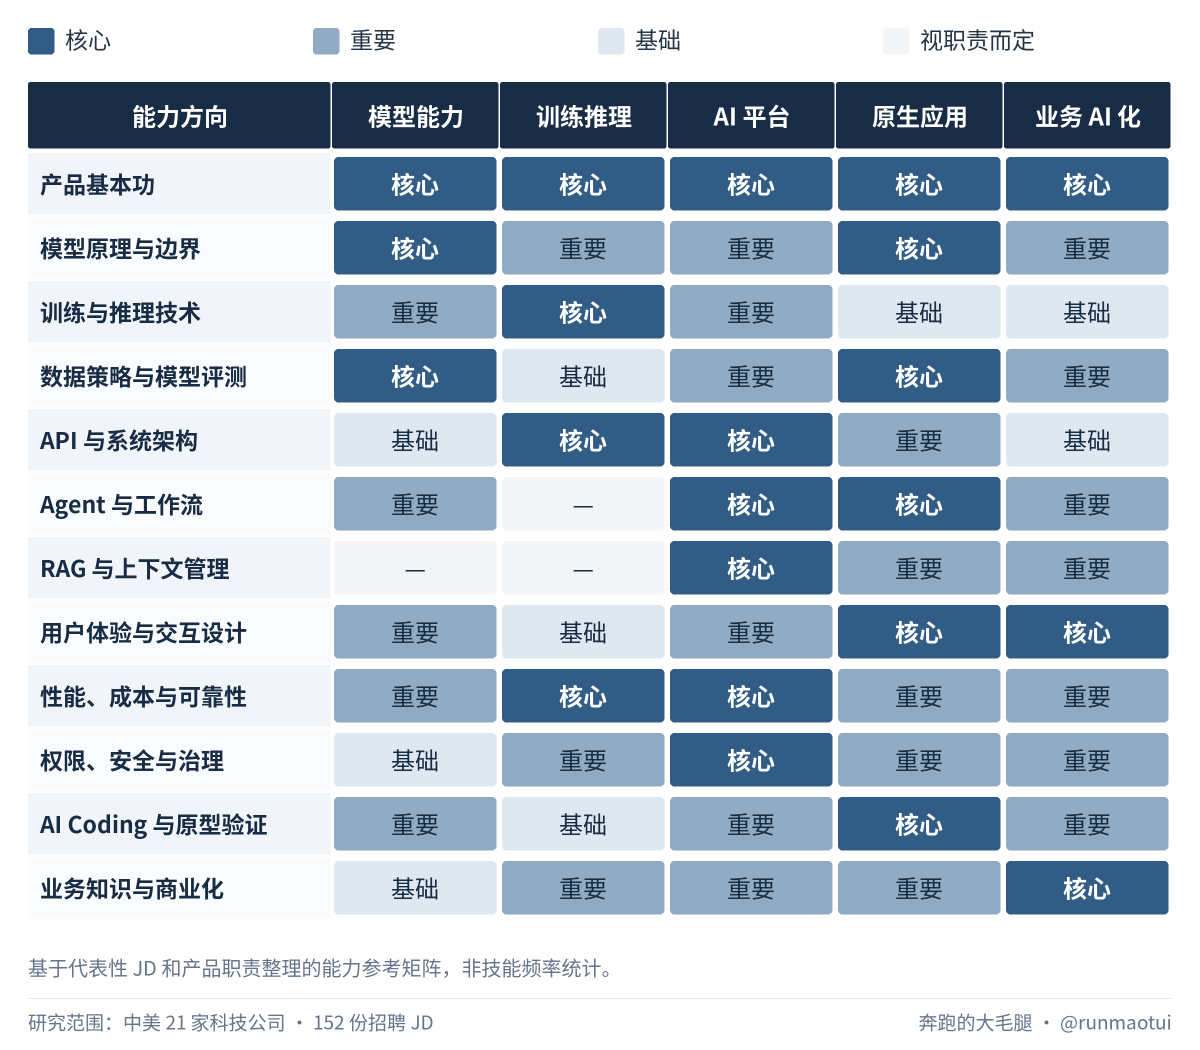 核心 重要 基础 视职责而定
能力方向 模型能力 训练推理 AI 平台 原生应用 业务 AI 化
产品基本功 核心 核心 核心 核心 核心
模型原理与边界 核心 重要 重要 核心 重要
训练与推理技术 重要 核心 重要 基础 基础
数据策略与模型评测 核心 基础 重要 核心 重要
API 与系统架构 基础 核心 核心 重要 基础
Agent 与工作流 重要 — 核心 核心 重要
RAG 与上下文管理 — — 核心 重要 重要
用户体验与交互设计 重要 基础 重要 核心 核心
性能、成本与可靠性 重要 核心 核心 重要 重要
权限、安全与治理 基础 重要 核心 重要 重要
AI Coding 与原型验证 重要 基础 重要 核心 重要
业务知识与商业化 基础 重要 重要 重要 核心
基于代表性 JD 和产品职责整理的能力参考矩阵，非技能频率统计。
研究范围：中美 21 家科技公司 · 152 份招聘 JD 奔跑的大毛腿 · @runmaotui